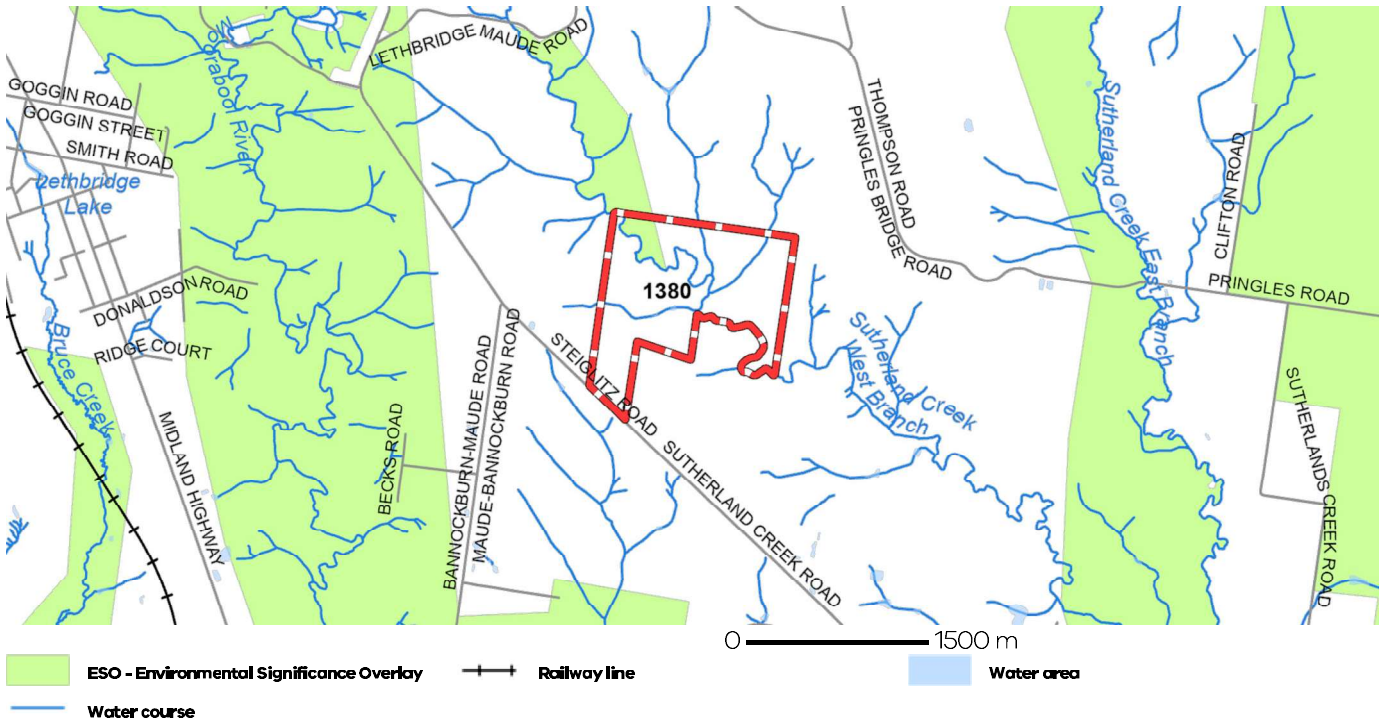 LETHBRIDGE MAUDE ROAD
Moorabool River
GOGGIN ROAD
GOGGIN STREET
SMITH ROAD
Lethbridge
Lake
THOMPSON ROAD
PRINGLES BRIDGE ROAD
Sutherland Creek East Branch
CLIFTON ROAD
PRINGLES ROAD
DONALDSON ROAD
RIDGE COURT
Bruce Creek
MIDLAND HIGHWAY
BECKS ROAD
BANNOCKBURN-MAUDE ROAD
MAUDE-BANNOCKBURN ROAD
1380
STEIGLITZ ROAD
SUTHERLAND CREEK ROAD
Sutherland Creek
West Branch
SUTHERLANDS CREEK ROAD
0 1500 m
ESO - Environmental Significance Overlay
Railway line
Water area
Water course